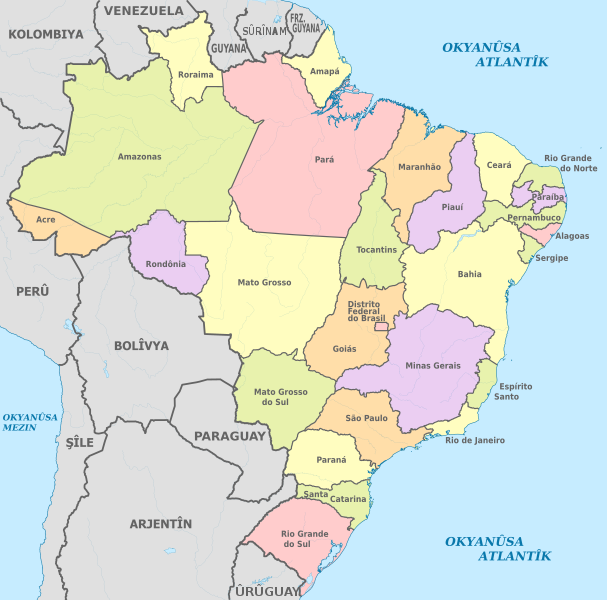 VENEZUELA
KOLOMBIYA
SÛRÎNAM
FRZ.
GUYANA
GUYANA
OKYANÛSA
ATLANTÎK
Roraima
Amapá
Amazonas
Pará
Maranhão
Ceará
Rio Grande
do Norte
Paraíba
Piauí
Pernambuco
Alagoas
Sergipe
Acre
Rondônia
Tocantins
Bahia
Mato Grosso
PERÛ
Distrito
Federal
do Brasil
BOLÎVYA
Goiás
Minas Gerais
Mato Grosso
do Sul
Espírito
Santo
OKYANÛSA
MEZIN
São Paulo
ŞÎLE
PARAGUAY
Rio de Janeiro
Paraná
Santa Catarina
ARJENTÎN
Rio Grande
do Sul
OKYANÛSA
ATLANTÎK
ÛRÛGUAY